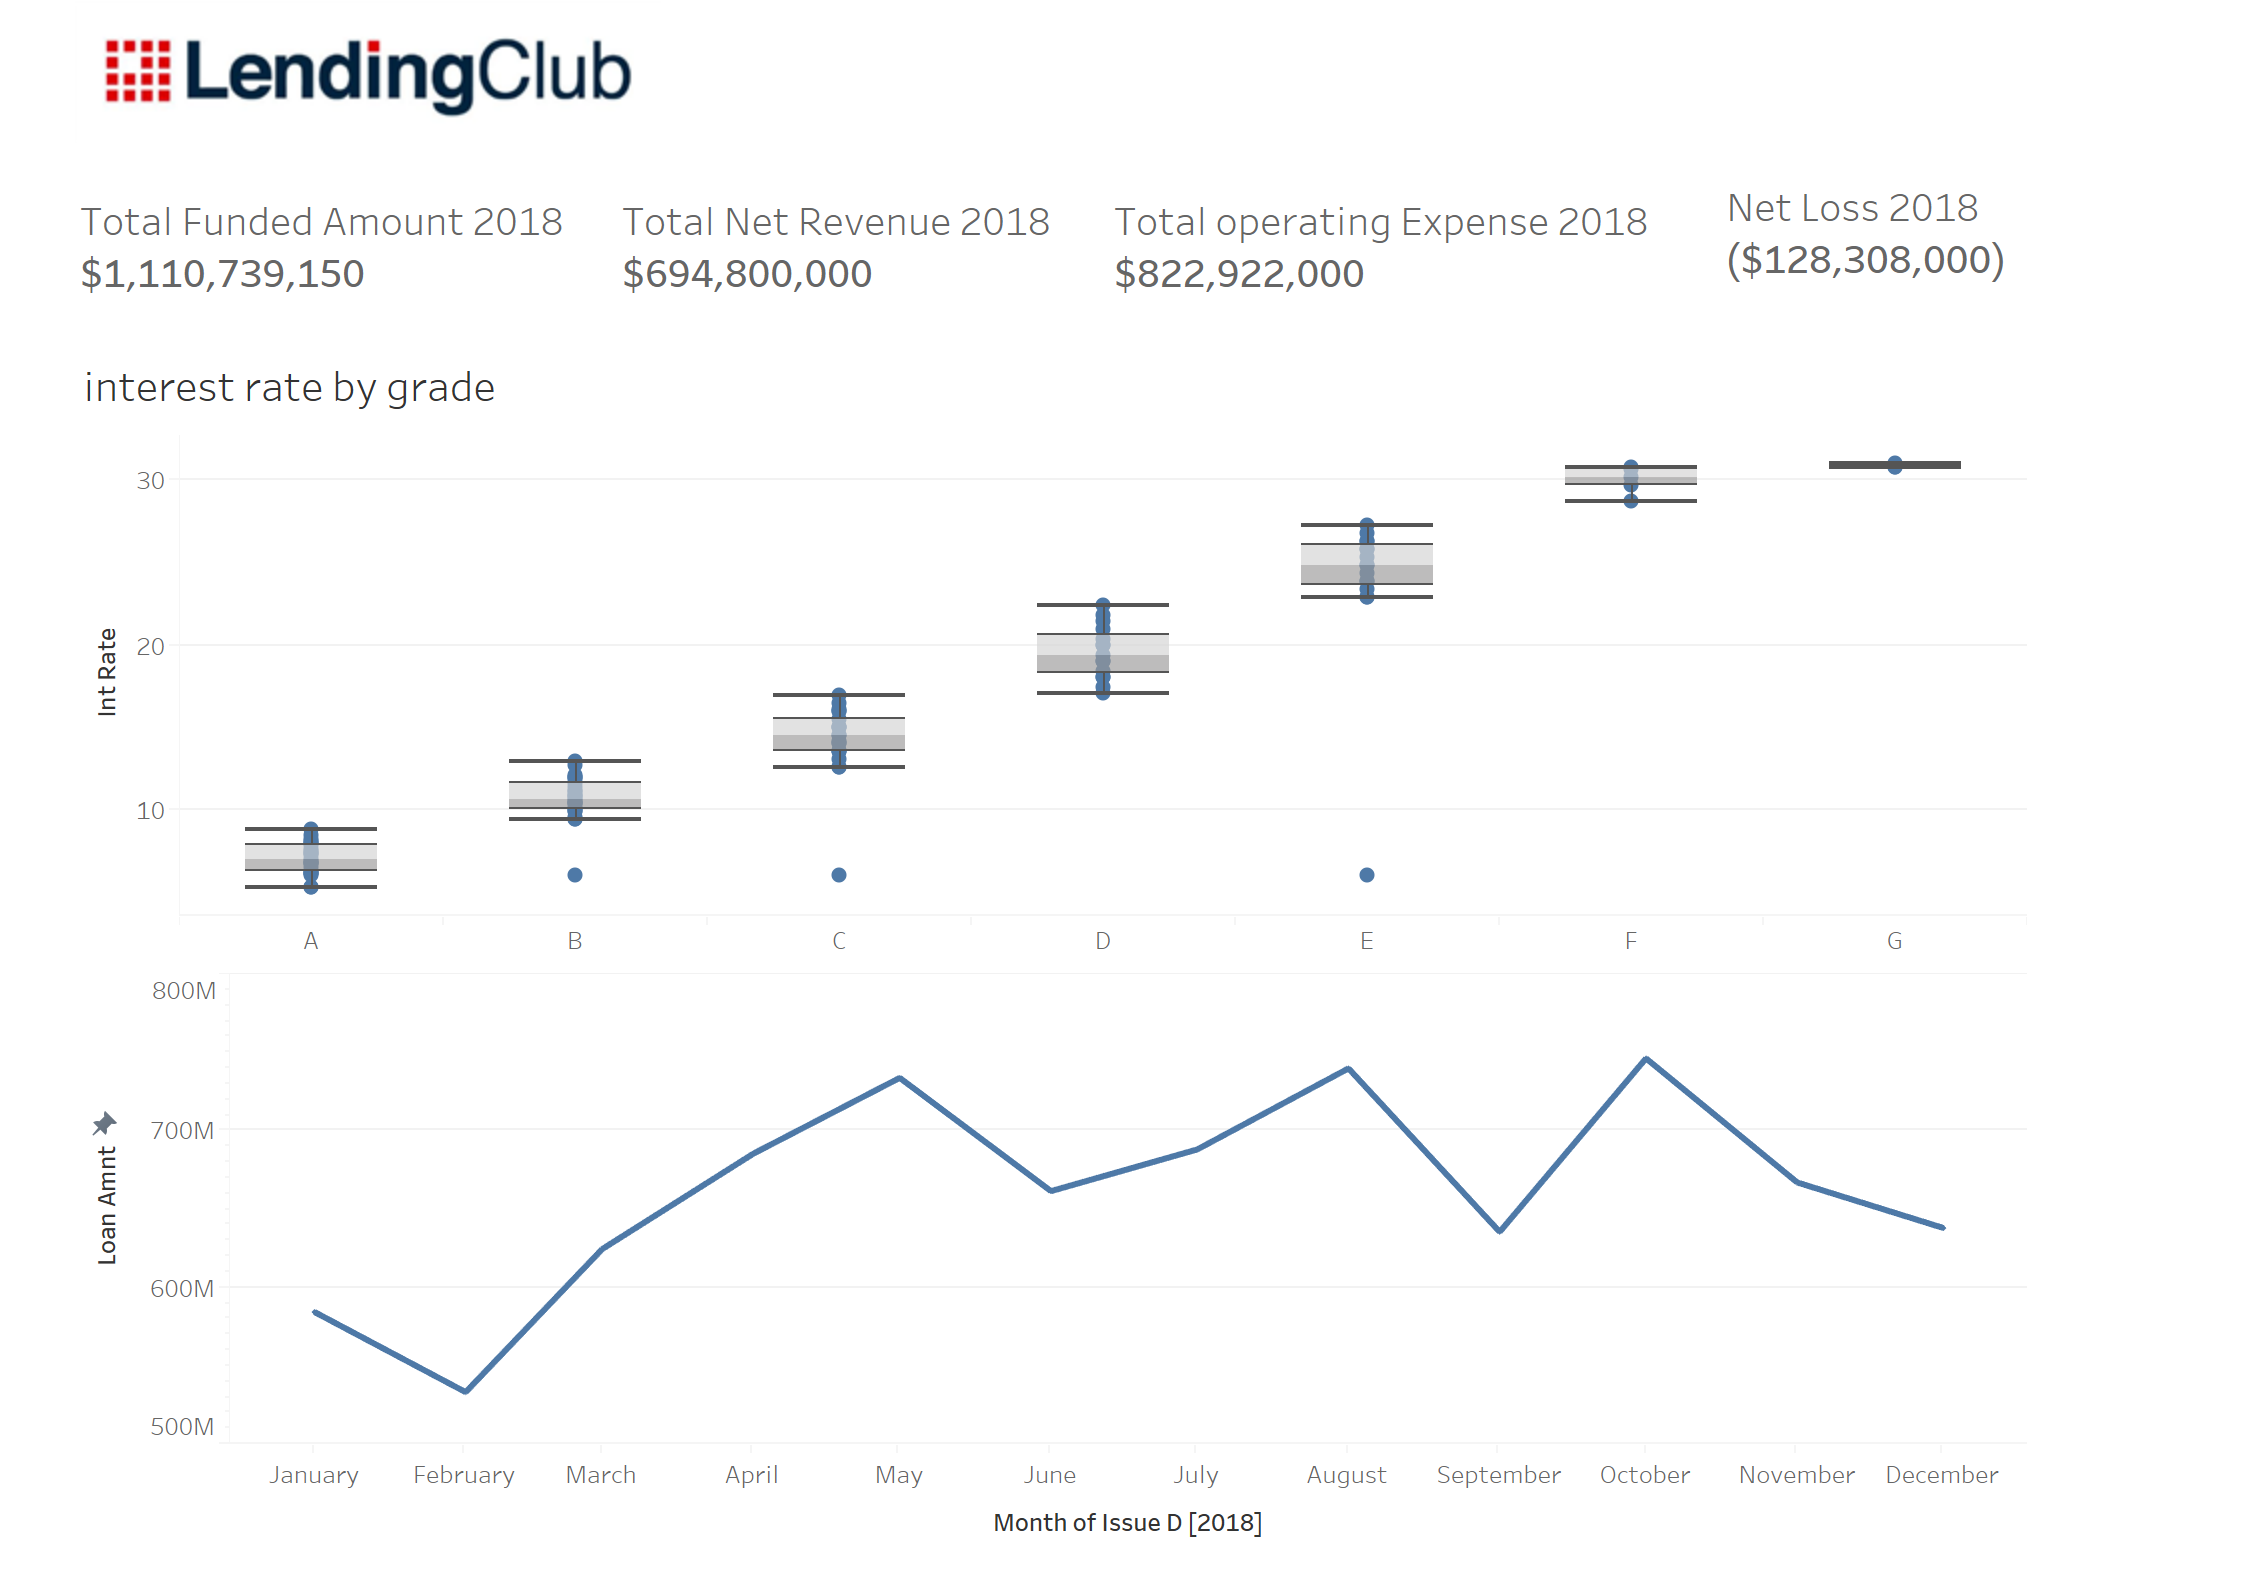 LendingClub
Total Funded Amount 2018
$1,110,739,150
Total Net Revenue 2018
$694,800,000
Total operating Expense 2018
$822,922,000
Net Loss 2018
($128,308,000)
interest rate by grade
Int Rate
30
20
10
A B C D E F G
Loan Amnt
800M
700M
600M
500M
January February March April May June July August September October November December
Month of Issue D [2018]